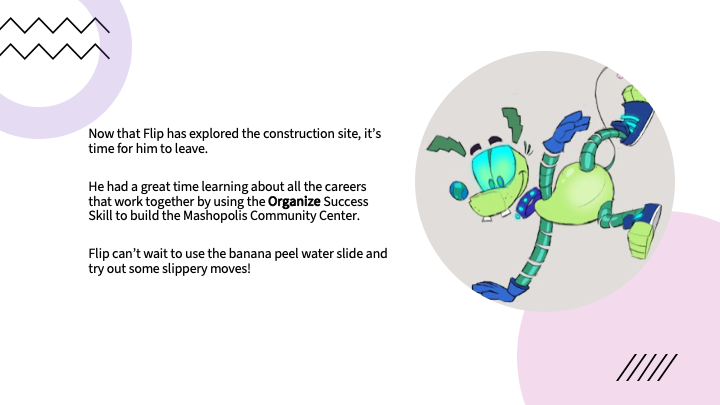 Now that Flip has explored the construction site, it's
time for him to leave.
He had a great time learning about all the careers
that work together by using the Organize Success
Skill to build the Mashopolis Community Center.
Flip can't wait to use the banana peel water slide and
try out some slippery moves!